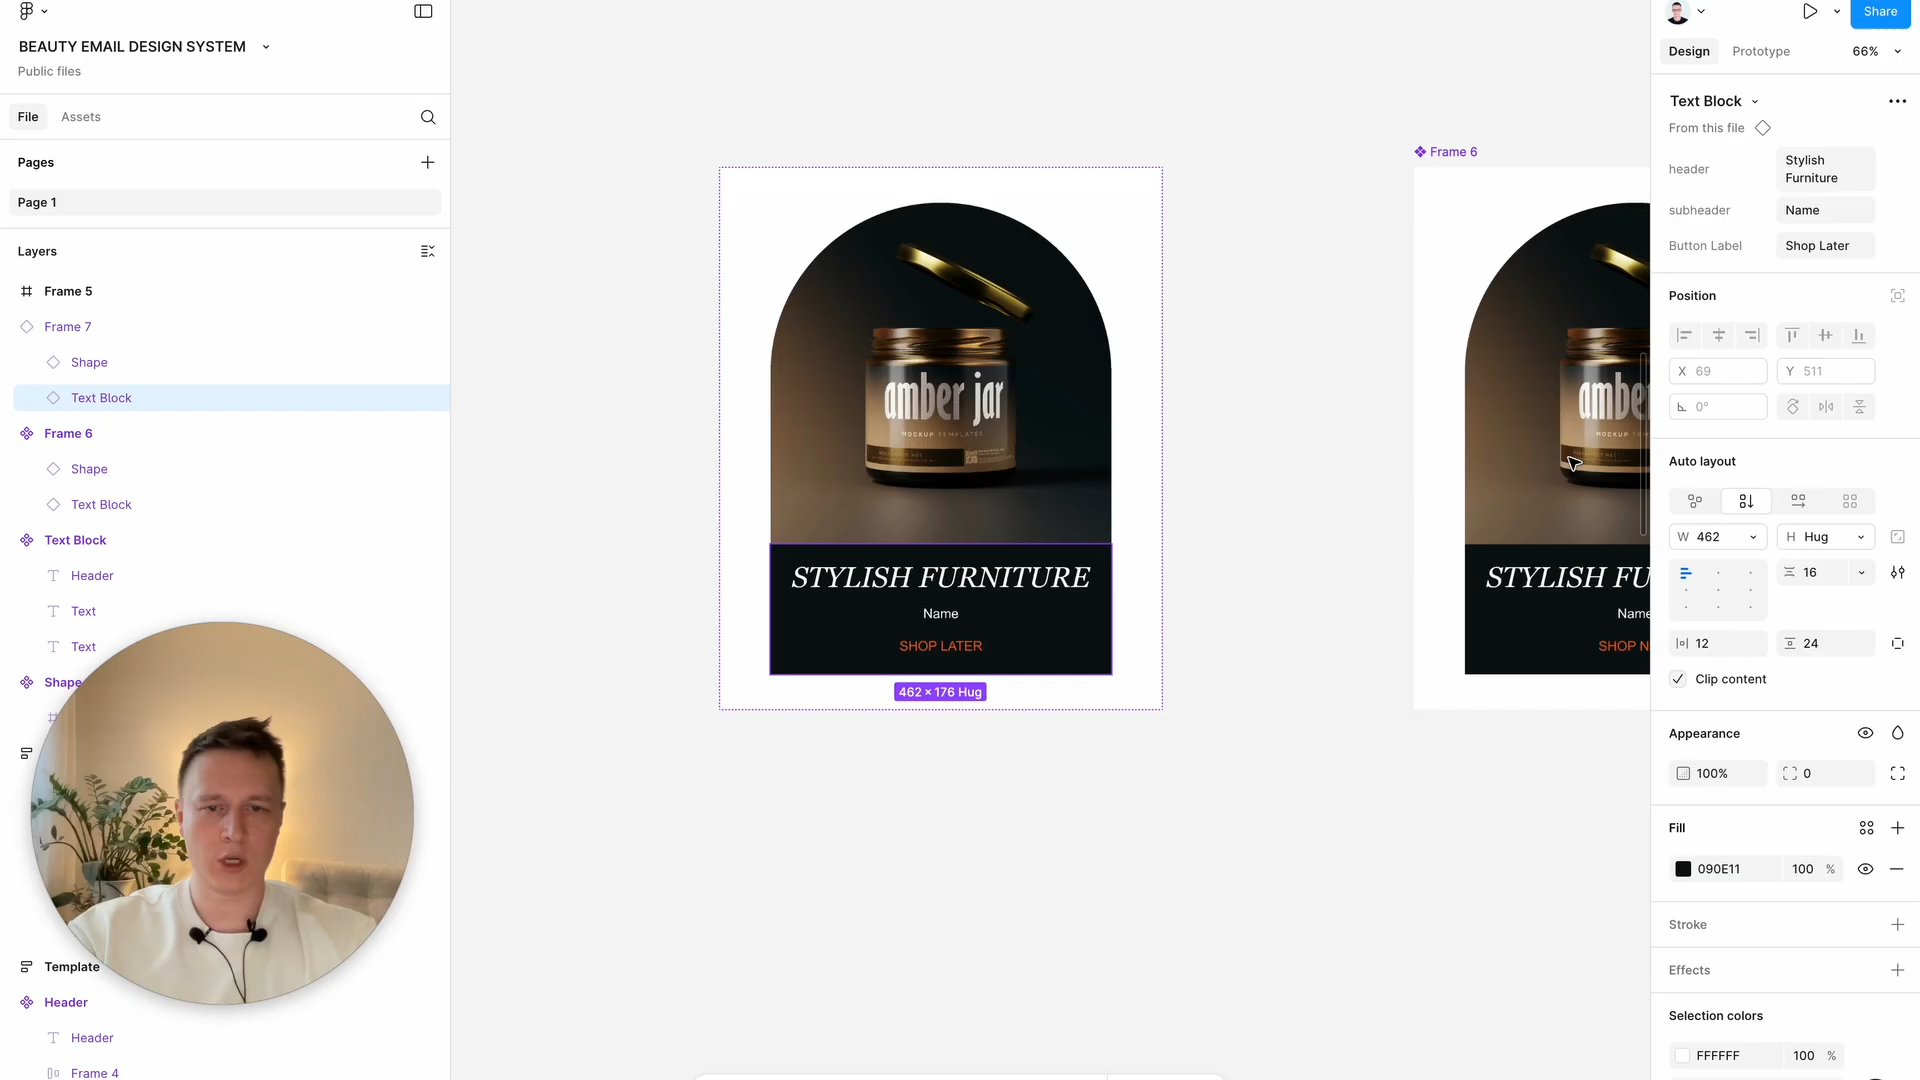 BEAUTY EMAIL DESIGN SYSTEM
Public files
File
Assets
Pages
Page 1
Layers
Frame 5
Frame 7
Shape
Text Block
Frame 6
Shape
Text Block
Text Block
Header
Text
Text
Shape
Template
Header
Header
Frame 4
amber jar
MOCKUP TEMPLATES
STYLISH FURNITURE
Name
SHOP LATER
462 × 176 Hug
Frame 6
amber
STYLISH FU
Name
SHOP N
Share
Design
Prototype
66%
Text Block
From this file
header
Stylish
Furniture
subheader
Name
Button Label
Shop Later
Position
X 69
Y 511
0°
Auto layout
W 462
H Hug
16
12
24
Clip content
Appearance
100%
0
Fill
090E11
100 %
Stroke
Effects
Selection colors
FFFFFF
100 %